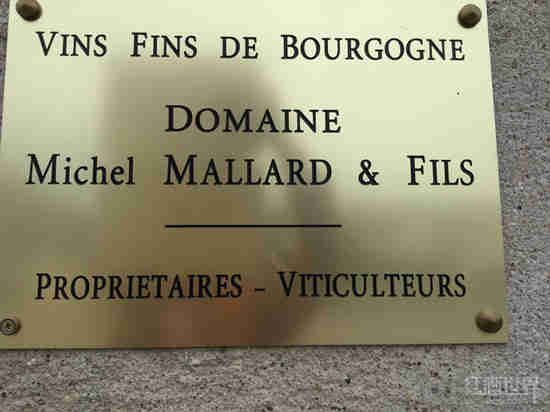 VINS FINS DE BOURGOGNE
DOMAINE
Michel MALLARD & FILS
PROPRIETAIRES - VITICULTEURS